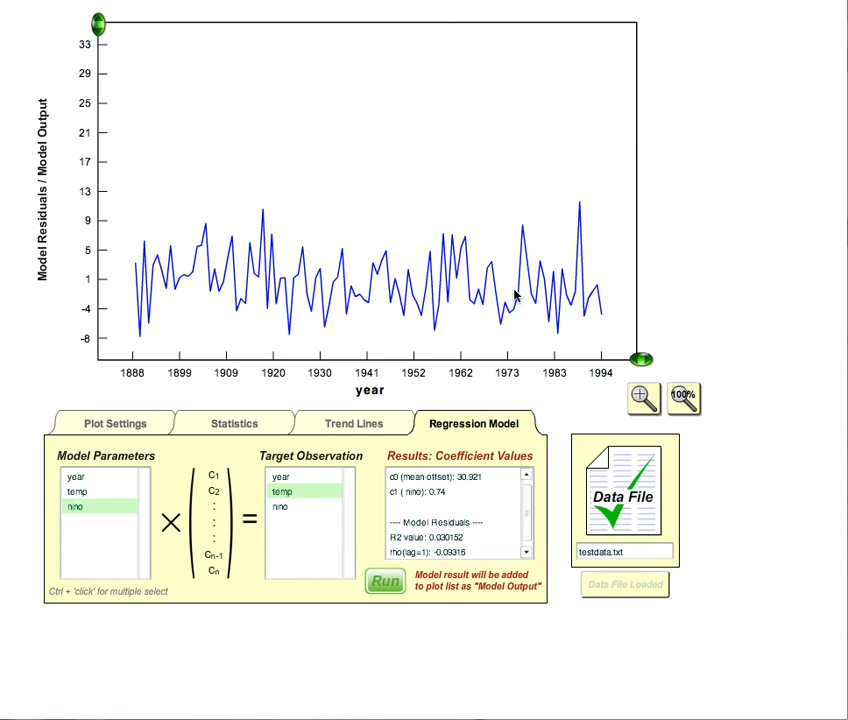 Model Residuals / Model Output
33
29
25
21
17
13
9
5
1
-4
-8
1888 1899 1909 1920 1930 1941 1952 1962 1973 1983 1994
year
100%
Plot Settings
Statistics
Trend Lines
Regression Model
Model Parameters
year
temp
nino
Ctrl + 'click' for multiple select
C1
C2
:
:
:
Cn-1
Cn
Target Observation
year
temp
nino
Results: Coefficient Values
c0 (mean offset): 30.921
c1 ( nino): 0.74
---- Model Residuals ----
R2 value: 0.030152
rho(lag=1): -0.09316
Run
Model result will be added
to plot list as "Model Output"
Data File
testdata.txt
Data File Loaded